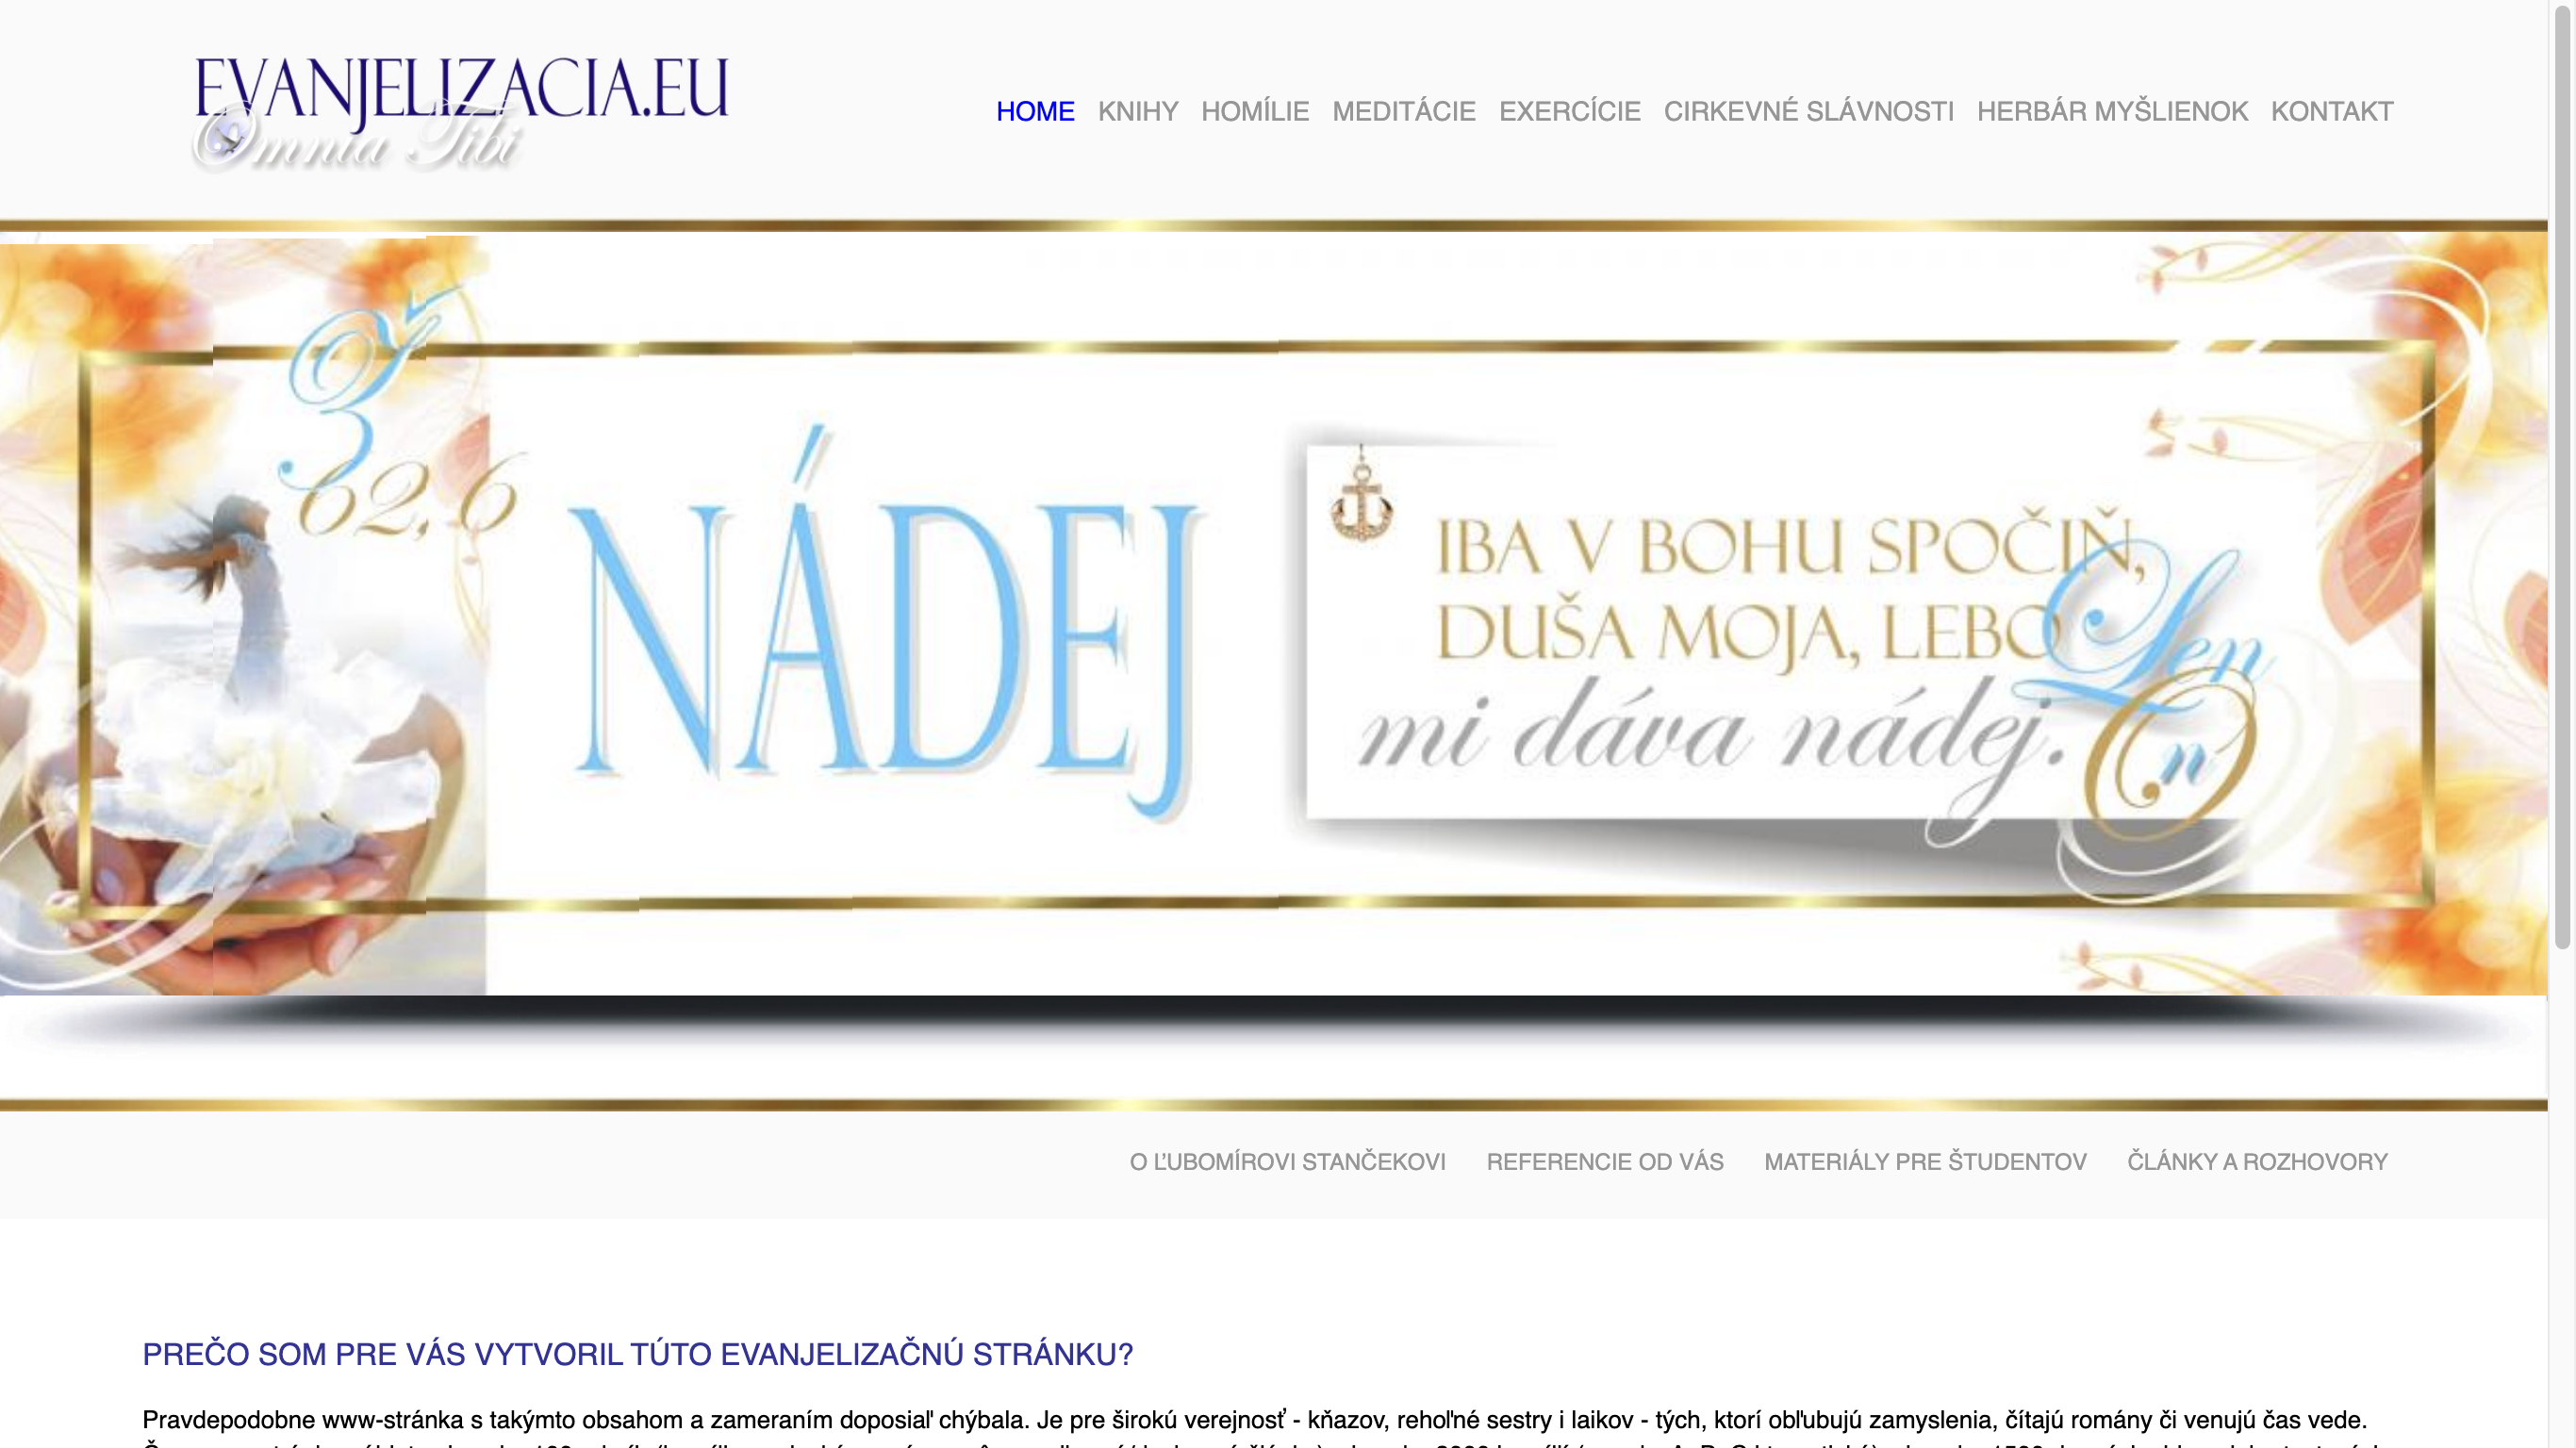 EVANJELIZACIA.EU
Omnia Tibi
HOME KNIHY HOMÍLIE MEDITÁCIE EXERCÍCIE CIRKEVNÉ SLÁVNOSTI HERBÁR MYŠLIENOK KONTAKT
Ž
62, 6
NÁDEJ
IBA V BOHU SPOČIŇ,
DUŠA MOJA, LEBO
Len
On
mi dáva nádej.
O ĽUBOMÍROVI STANČEKOVI REFERENCIE OD VÁS MATERIÁLY PRE ŠTUDENTOV ČLÁNKY A ROZHOVORY
PREČO SOM PRE VÁS VYTVORIL TÚTO EVANJELIZAČNÚ STRÁNKU?
Pravdepodobne www-stránka s takýmto obsahom a zameraním doposiaľ chýbala. Je pre širokú verejnosť - kňazov, rehoľné sestry i laikov - tých, ktorí obľubujú zamyslenia, čítajú romány či venujú čas vede.